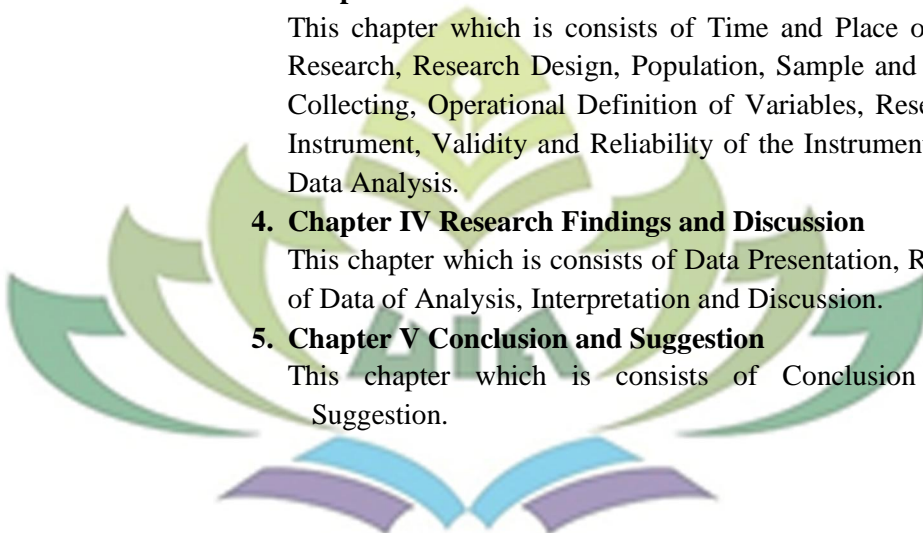 This chapter which is consists of Time and Place o
Research, Research Design, Population, Sample and
Collecting, Operational Definition of Variables, Rese
Instrument, Validity and Reliability of the Instrument
Data Analysis.
4. Chapter IV Research Findings and Discussion
This chapter which is consists of Data Presentation, R
of Data of Analysis, Interpretation and Discussion.
5. Chapter V Conclusion and Suggestion
This chapter which is consists of Conclusion
Suggestion.